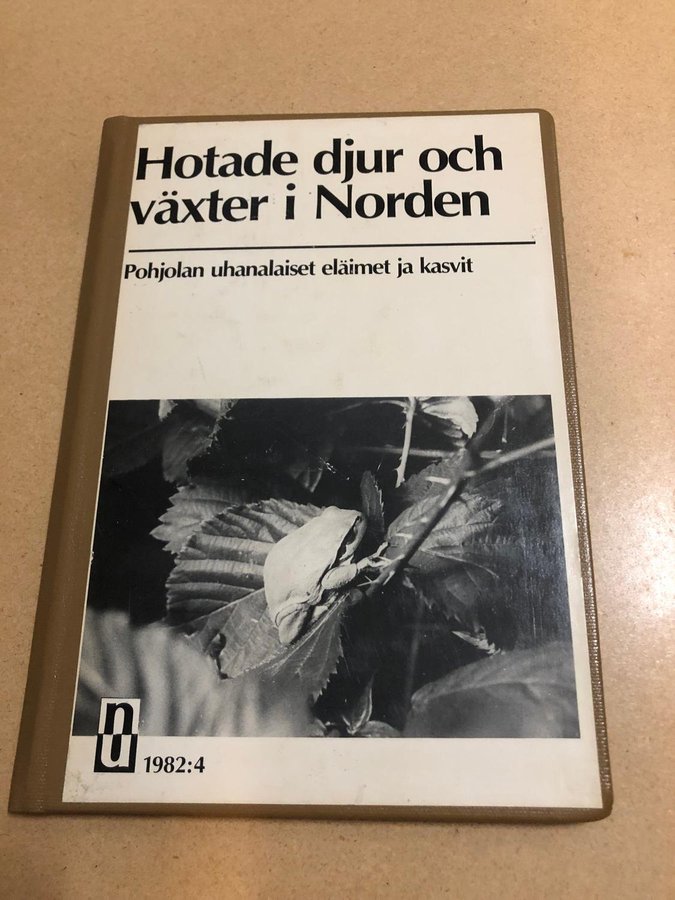 Hotade djur och
växter i Norden
Pohjolan uhanalaiset eläimet ja kasvit
nu
1982:4